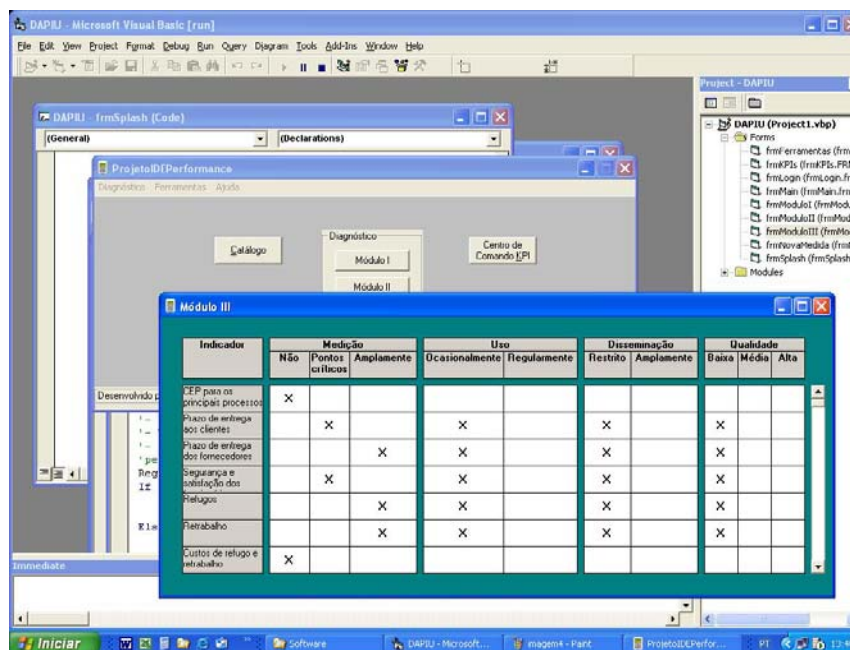 DAPIU - Microsoft Visual Basic [run]
File Edit View Project Format Debug Run Query Diagram Tools Add-Ins Window Help
Project - DAPIU
DAPIU - frmSplash (Code)
(General) (Declarations)
DAPIU (Project1.vbp)
Forms
frmFerramentas (frm
frmKPIs (frmKPIs.FRM
frmLogin (frmLogin.fr
frmMain (frmMain.frm
frmModuloI (frmModu
frmModuloII (frmMod
frmModuloIII (frmMo
frmNovaMedida (frm
frmSplash (frmSplash
Modules
ProjetoIDEPerformance
Diagnóstico Ferramentas Ajuda
Catálogo
Diagnóstico
Módulo I
Módulo II
Centro de
Comando KPI
Desenvolvido p
Módulo III
Indicador Medição Uso Disseminação Qualidade
Não Pontos críticos Amplamente Ocasionalmente Regularmente Restrito Amplamente Baixa Média Alta
CEP para os
principais processos X
Prazo de entrega
aos clientes X X X X
Prazo de entrega
dos fornecedores X X X X
Segurança e
satisfação dos X X X X
Refugos X X X X
Retrabalho X X X X
Custos de refugo e
retrabalho X
'pe
Reg
If
Els
Immediate
Iniciar Software DAPIU - Microsoft... imagem4 - Paint ProjetoIDEPerfor... PT